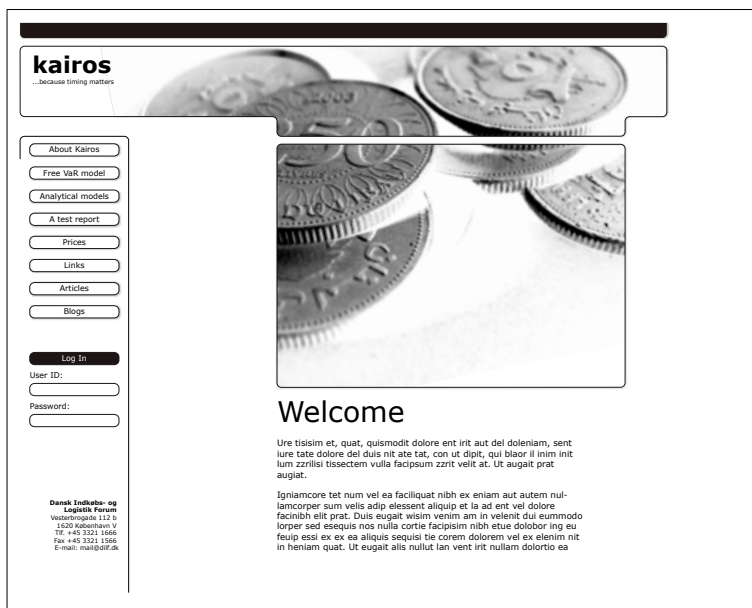 kairos
...because timing matters
About Kairos
Free VaR model
Analytical models
A test report
Prices
Links
Articles
Blogs
Log In
User ID:
Password:
Dansk Indkøbs- og
Logistik Forum
Vesterbrogade 112 b
1620 København V
Tlf. +45 3321 1666
Fax +45 3321 1566
E-mail: mail@dilf.dk
Welcome
Ure tisisim et, quat, quismodit dolore ent irit aut del doleniam, sent
iure tate dolore del duis nit ate tat, con ut dipit, qui blaor il inim init
lum zzrilisi tissectem vulla facipsum zzrit velit at. Ut augait prat
augiat.
Igniamcore tet num vel ea faciliquat nibh ex eniam aut autem nul-
lamcorper sum velis adip elessent aliquip et la ad ent vel dolore
facinibh elit prat. Duis eugait wisim venim am in velenit dui eummodo
lorper sed esequis nos nulla cortie facipisim nibh etue dolobor ing eu
feuip essi ex ex ea aliquis sequisi tie corem dolorem vel ex elenim nit
in heniam quat. Ut eugait alis nullut lan vent irit nullam dolortio ea